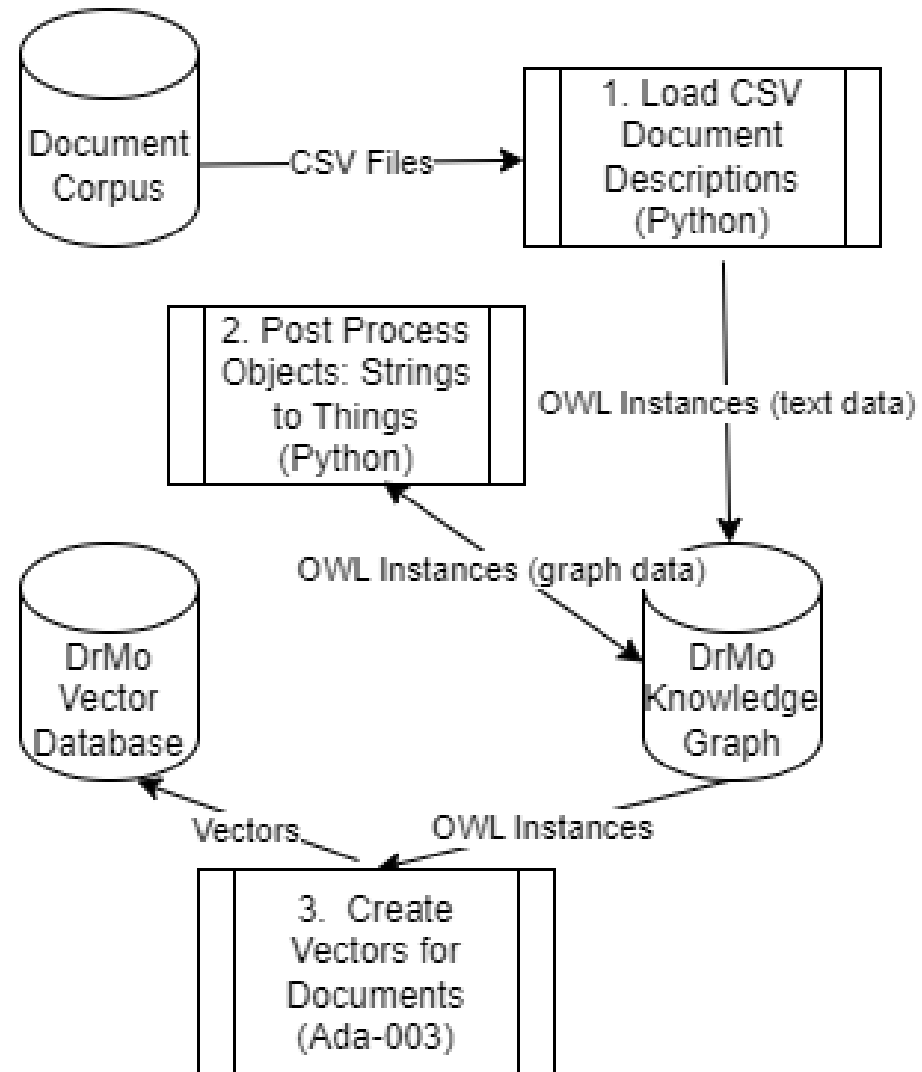 Document
Corpus
CSV Files
1. Load CSV
Document
Descriptions
(Python)
2. Post Process
Objects: Strings
to Things
(Python)
OWL Instances (text data)
OWL Instances (graph data)
DrMo
Vector
Database
DrMo
Knowledge
Graph
Vectors
OWL Instances
3. Create
Vectors for
Documents
(Ada-003)